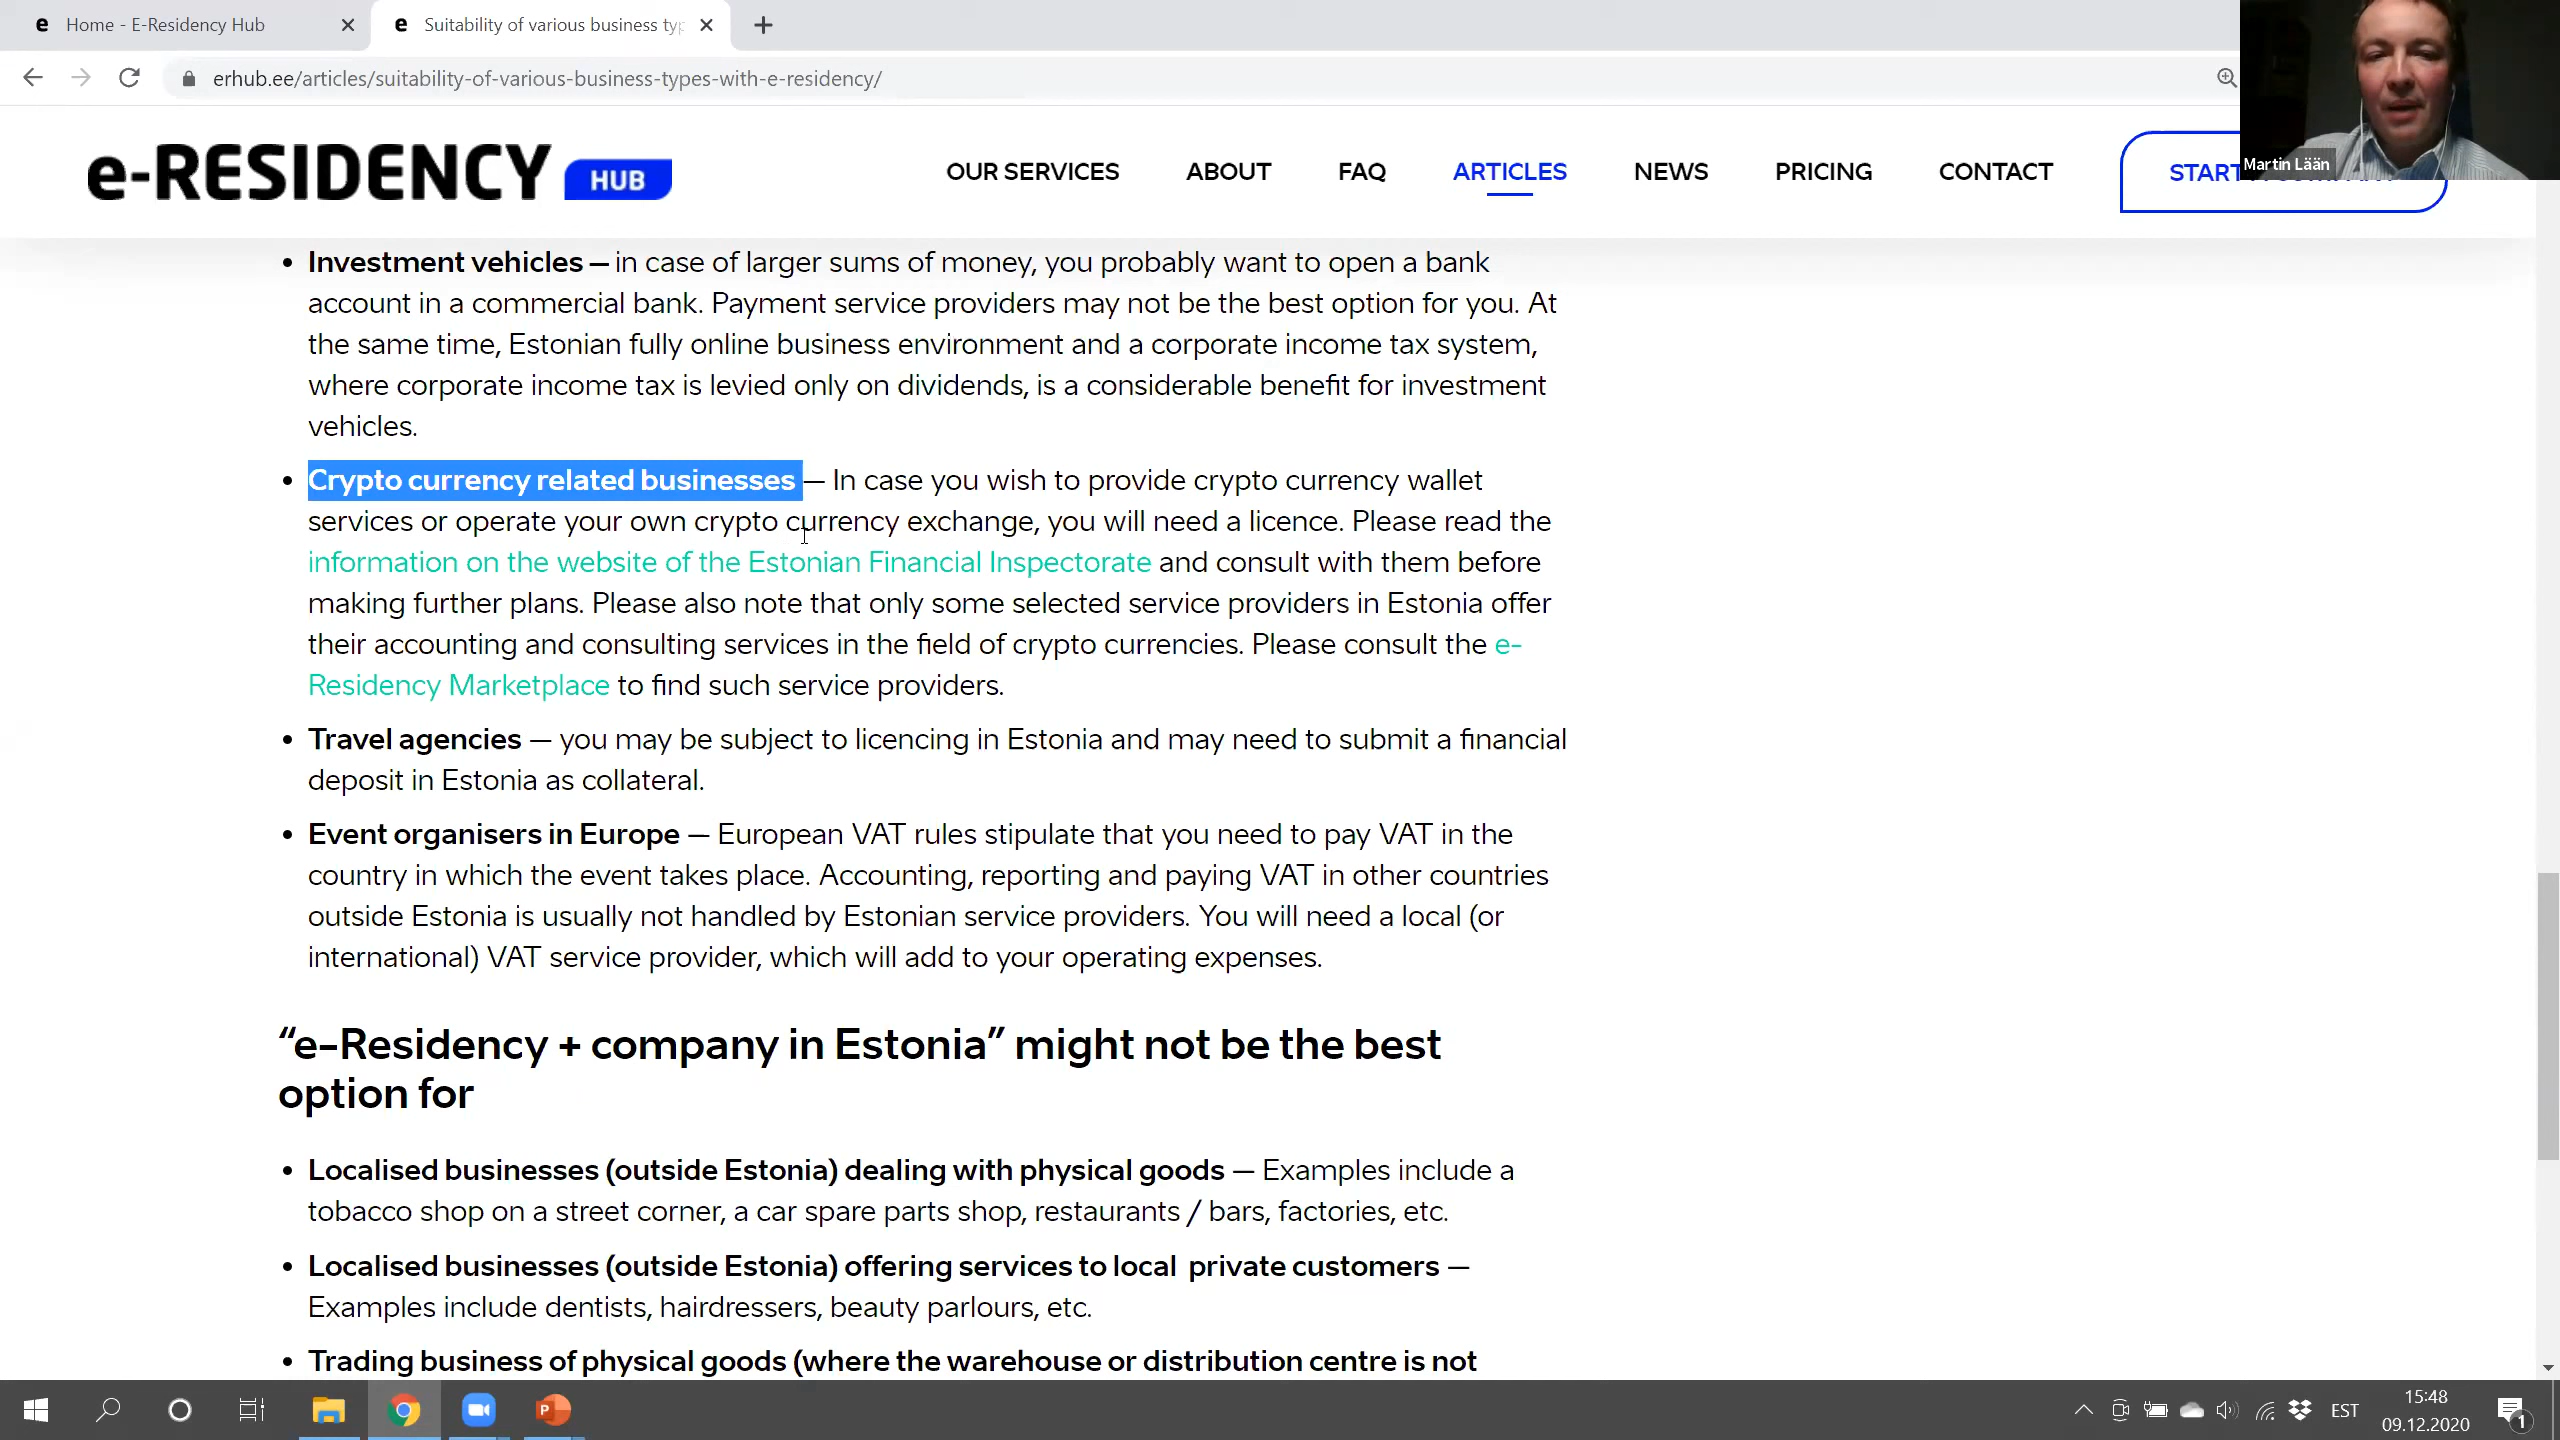 Home - E-Residency Hub
Suitability of various business typ
erhub.ee/articles/suitability-of-various-business-types-with-e-residency/
e-RESIDENCY HUB
OUR SERVICES ABOUT FAQ ARTICLES NEWS PRICING CONTACT START
Martin Lään
• Investment vehicles – in case of larger sums of money, you probably want to open a bank
account in a commercial bank. Payment service providers may not be the best option for you. At
the same time, Estonian fully online business environment and a corporate income tax system,
where corporate income tax is levied only on dividends, is a considerable benefit for investment
vehicles.
• Crypto currency related businesses — In case you wish to provide crypto currency wallet
services or operate your own crypto currency exchange, you will need a licence. Please read the
information on the website of the Estonian Financial Inspectorate and consult with them before
making further plans. Please also note that only some selected service providers in Estonia offer
their accounting and consulting services in the field of crypto currencies. Please consult the e-
Residency Marketplace to find such service providers.
• Travel agencies — you may be subject to licencing in Estonia and may need to submit a financial
deposit in Estonia as collateral.
• Event organisers in Europe — European VAT rules stipulate that you need to pay VAT in the
country in which the event takes place. Accounting, reporting and paying VAT in other countries
outside Estonia is usually not handled by Estonian service providers. You will need a local (or
international) VAT service provider, which will add to your operating expenses.
“e-Residency + company in Estonia” might not be the best
option for
• Localised businesses (outside Estonia) dealing with physical goods — Examples include a
tobacco shop on a street corner, a car spare parts shop, restaurants / bars, factories, etc.
• Localised businesses (outside Estonia) offering services to local private customers —
Examples include dentists, hairdressers, beauty parlours, etc.
• Trading business of physical goods (where the warehouse or distribution centre is not
EST
15:48
09.12.2020
1